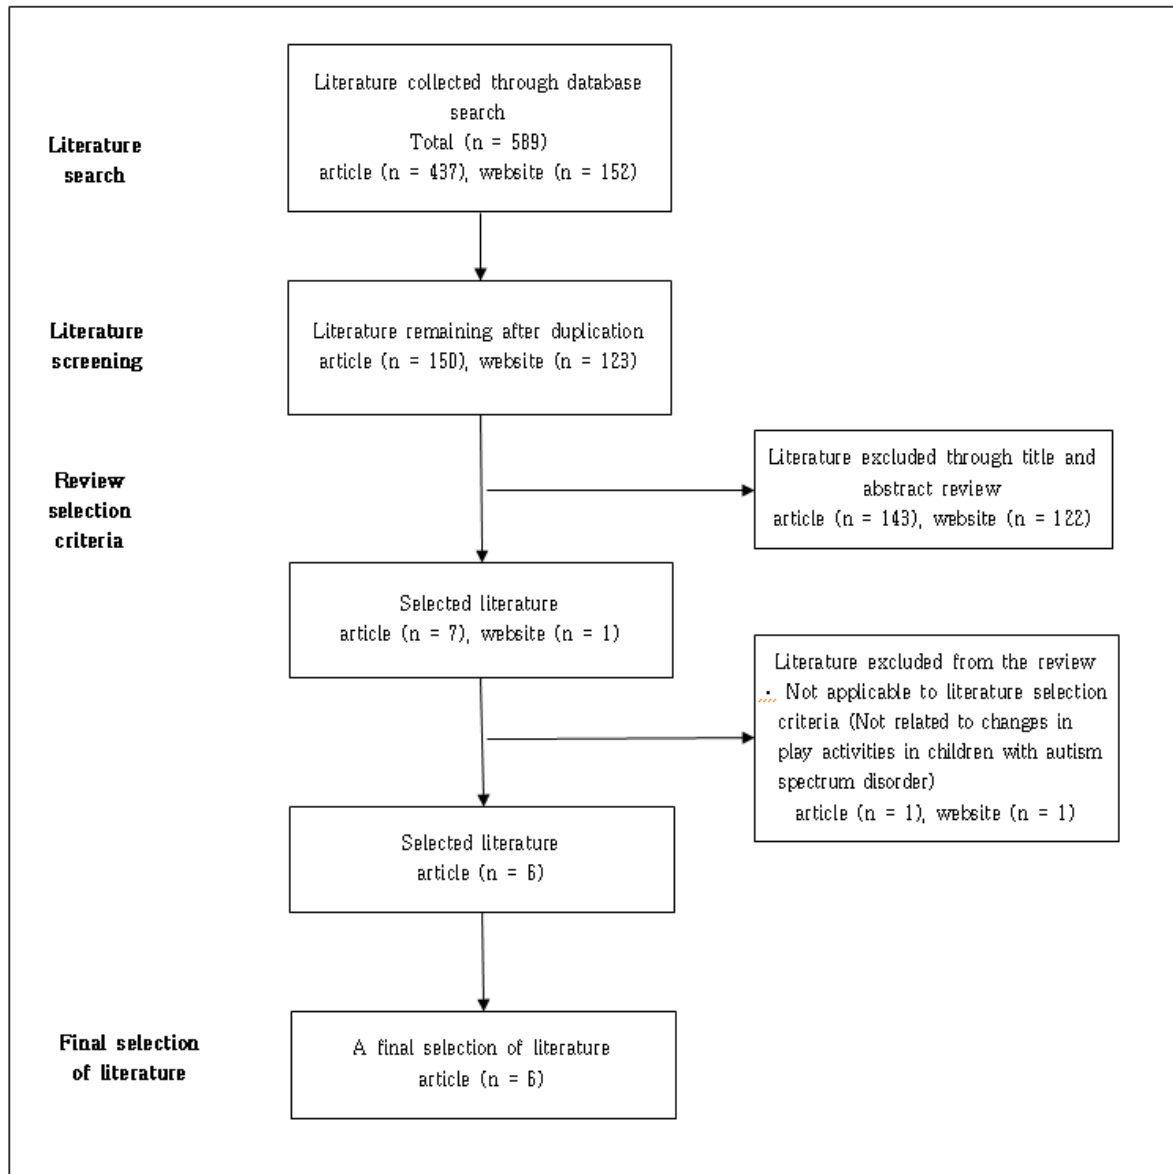 Literature collected through database
search
Total (n = 589)
article (n = 437), website (n = 152)
Literature
search
Literature remaining after duplication
article (n = 150), website (n = 123)
Literature
screening
Literature excluded through title and
abstract review
article (n = 143), website (n = 122)
Review
selection
criteria
Selected literature
article (n = 7), website (n = 1)
Literature excluded from the review
· Not applicable to literature selection
criteria (Not related to changes in
play activities in children with autism
spectrum disorder)
article (n = 1), website (n = 1)
Selected literature
article (n = 6)
Final selection
of literature
A final selection of literature
article (n = 6)